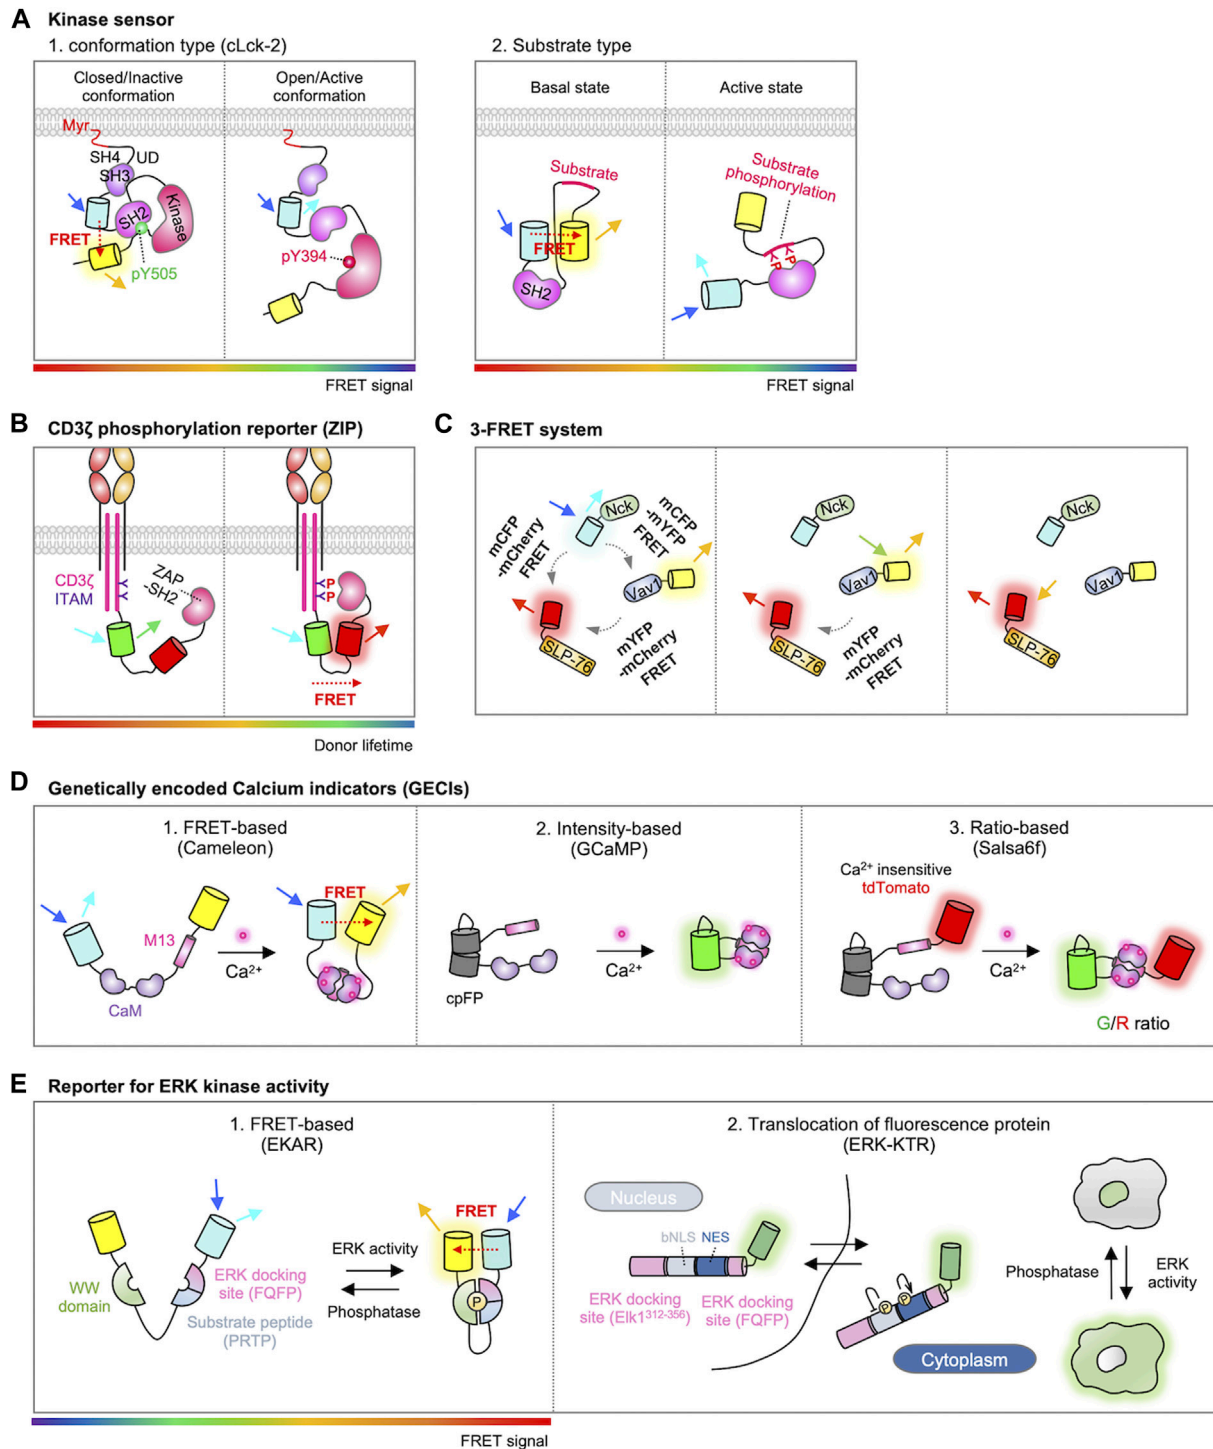 A Kinase sensor
1. conformation type (cLck-2)
Closed/Inactive
conformation
Open/Active
conformation
Myr
SH4 UD
SH3
SH2
Kinase
FRET
pY505
pY394
FRET signal
2. Substrate type
Basal state
Active state
Substrate
FRET
SH2
Substrate
phosphorylation
P
P
FRET signal
B CD3ζ phosphorylation reporter (ZIP)
CD3ζ
ITAM
Y
Y
ZAP
-SH2
Y P
Y P
FRET
Donor lifetime
C 3-FRET system
mCFP
-mCherry
FRET
Nck
mCFP
-mYFP
FRET
Vav1
SLP-76
mYFP
-mCherry
FRET
Nck
Vav1
SLP-76
mYFP
-mCherry
FRET
Nck
Vav1
SLP-76
D Genetically encoded Calcium indicators (GECIs)
1. FRET-based
(Cameleon)
M13
CaM
Ca²⁺
FRET
2. Intensity-based
(GCaMP)
cpFP
Ca²⁺
3. Ratio-based
(Salsa6f)
Ca²⁺ insensitive
tdTomato
Ca²⁺
G/R ratio
E Reporter for ERK kinase activity
1. FRET-based
(EKAR)
WW
domain
ERK docking
site (FQFP)
Substrate peptide
(PRTP)
ERK activity
Phosphatase
FRET
P
FRET signal
2. Translocation of fluorescence protein
(ERK-KTR)
Nucleus
bNLS NES
ERK docking
site (Elk1³¹²⁻³⁵⁶)
ERK docking
site (FQFP)
P
P
Cytoplasm
Phosphatase
ERK
activity